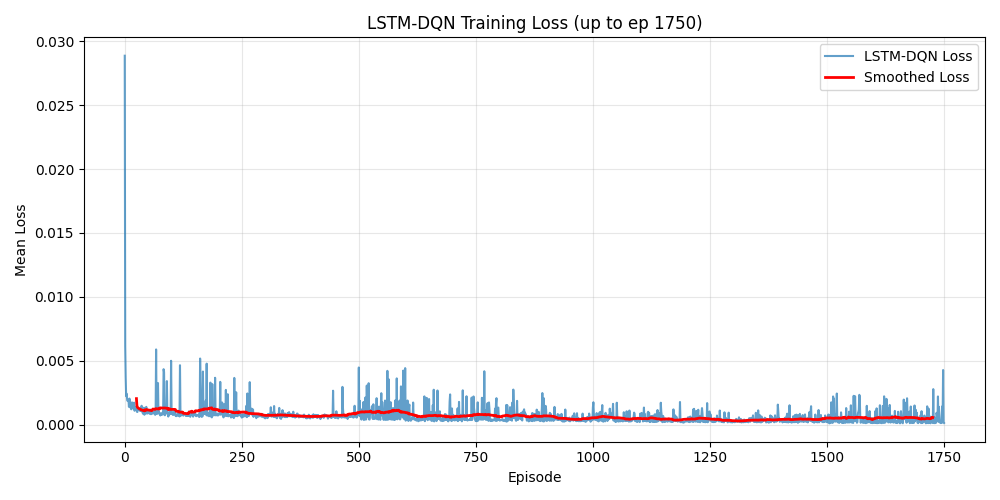 LSTM-DQN Training Loss (up to ep 1750)
LSTM-DQN Loss
Smoothed Loss
Mean Loss
0.030
0.025
0.020
0.015
0.010
0.005
0.000
0 250 500 750 1000 1250 1500 1750
Episode